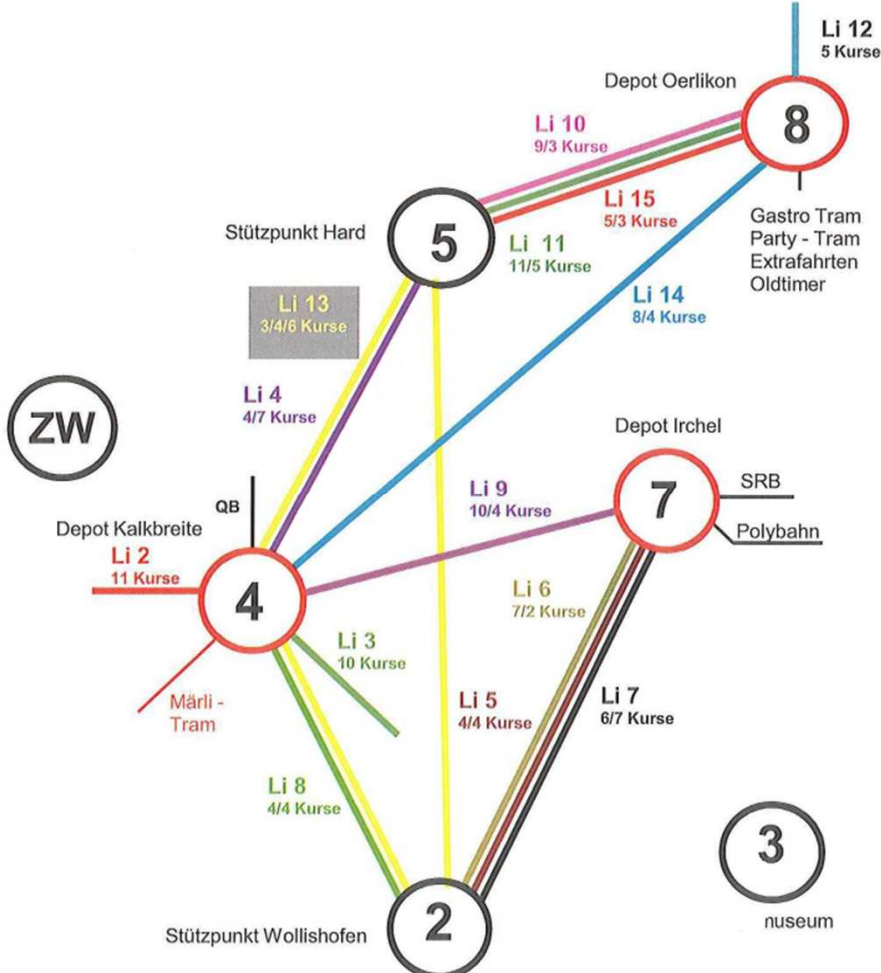 Li 12
5 Kurse
Depot Oerlikon
8
Li 10
9/3 Kurse
Li 15
5/3 Kurse
Gastro Tram
Party - Tram
Extrafahrten
Oldtimer
Stützpunkt Hard
5
Li 11
11/5 Kurse
Li 14
8/4 Kurse
Li 13
3/4/6 Kurse
Li 4
4/7 Kurse
ZW
Depot Irchel
7
SRB
Polybahn
Li 9
10/4 Kurse
QB
Depot Kalkbreite
Li 2
11 Kurse
4
Li 6
7/2 Kurse
Li 3
10 Kurse
Märli -
Tram
Li 5
4/4 Kurse
Li 7
6/7 Kurse
Li 8
4/4 Kurse
3
nuseum
Stützpunkt Wollishofen
2